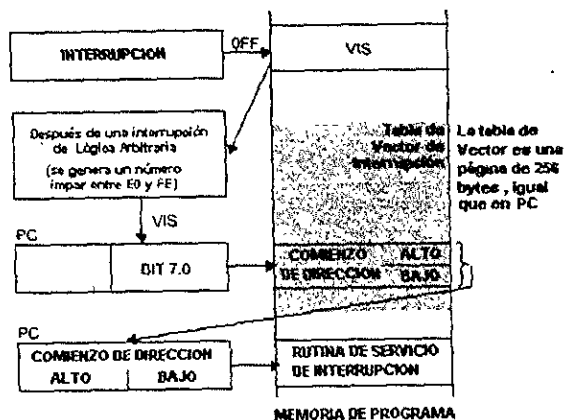 INTERRUPCION
0FF
VIS
Después de una interrupción
de Lógica Arbitraria
(se genera un número
impar entre E0 y FE)
VIS
Tabla de
Vector de
Interrupción
La tabla de
Vector es una
página de 256
bytes, igual
que en PC
PC
BIT 7.0
COMIENZO ALTO
DE DIRECCION BAJO
PC
COMIENZO DE DIRECCION
ALTO BAJO
RUTINA DE SERVICIO
DE INTERRUPCION
MEMORIA DE PROGRAMA